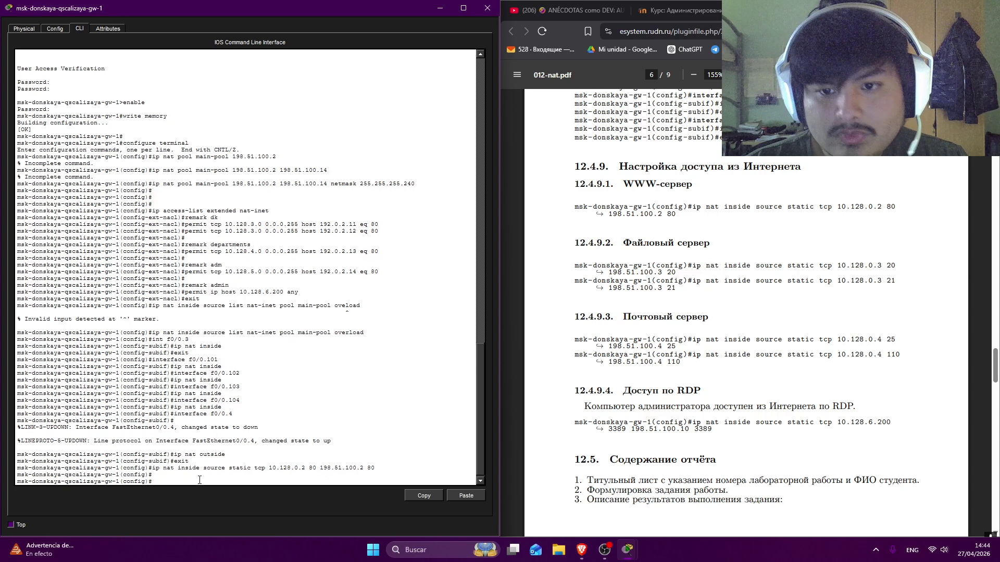 msk-donskaya-qscalizaya-gw-1
Physical
Config
CLI
Attributes
IOS Command Line Interface
User Access Verification
Password:
Password:
msk-donskaya-qscalizaya-gw-1>enable
Password:
msk-donskaya-qscalizaya-gw-1#write memory
Building configuration...
[OK]
msk-donskaya-qscalizaya-gw-1#
msk-donskaya-qscalizaya-gw-1#configure terminal
Enter configuration commands, one per line.  End with CNTL/Z.
msk-donskaya-qscalizaya-gw-1(config)#ip nat pool main-pool 198.51.100.2
% Incomplete command.
msk-donskaya-qscalizaya-gw-1(config)#ip nat pool main-pool 198.51.100.2 198.51.100.14
% Incomplete command.
msk-donskaya-qscalizaya-gw-1(config)#ip nat pool main-pool 198.51.100.2 198.51.100.14 netmask 255.255.255.240
msk-donskaya-qscalizaya-gw-1(config)#
msk-donskaya-qscalizaya-gw-1(config)#
msk-donskaya-qscalizaya-gw-1(config)#
msk-donskaya-qscalizaya-gw-1(config)#ip access-list extended nat-inet
msk-donskaya-qscalizaya-gw-1(config-ext-nacl)#remark dk
msk-donskaya-qscalizaya-gw-1(config-ext-nacl)#permit tcp 10.128.3.0 0.0.0.255 host 192.0.2.11 eq 80
msk-donskaya-qscalizaya-gw-1(config-ext-nacl)#permit tcp 10.128.3.0 0.0.0.255 host 192.0.2.12 eq 80
msk-donskaya-qscalizaya-gw-1(config-ext-nacl)#
msk-donskaya-qscalizaya-gw-1(config-ext-nacl)#remark departments
msk-donskaya-qscalizaya-gw-1(config-ext-nacl)#permit tcp 10.128.4.0 0.0.0.255 host 192.0.2.13 eq 80
msk-donskaya-qscalizaya-gw-1(config-ext-nacl)#
msk-donskaya-qscalizaya-gw-1(config-ext-nacl)#remark adm
msk-donskaya-qscalizaya-gw-1(config-ext-nacl)#permit tcp 10.128.5.0 0.0.0.255 host 192.0.2.14 eq 80
msk-donskaya-qscalizaya-gw-1(config-ext-nacl)#
msk-donskaya-qscalizaya-gw-1(config-ext-nacl)#remark admin
msk-donskaya-qscalizaya-gw-1(config-ext-nacl)#permit ip host 10.128.6.200 any
msk-donskaya-qscalizaya-gw-1(config-ext-nacl)#exit
msk-donskaya-qscalizaya-gw-1(config)#ip nat inside source list nat-inet pool main-pool oveload
^
% Invalid input detected at '^' marker.
msk-donskaya-qscalizaya-gw-1(config)#ip nat inside source list nat-inet pool main-pool overload
msk-donskaya-qscalizaya-gw-1(config)#int f0/0.3
msk-donskaya-qscalizaya-gw-1(config-subif)#ip nat inside
msk-donskaya-qscalizaya-gw-1(config-subif)#exit
msk-donskaya-qscalizaya-gw-1(config)#interface f0/0.101
msk-donskaya-qscalizaya-gw-1(config-subif)#ip nat inside
msk-donskaya-qscalizaya-gw-1(config-subif)#interface f0/0.102
msk-donskaya-qscalizaya-gw-1(config-subif)#ip nat inside
msk-donskaya-qscalizaya-gw-1(config-subif)#interface f0/0.103
msk-donskaya-qscalizaya-gw-1(config-subif)#ip nat inside
msk-donskaya-qscalizaya-gw-1(config-subif)#interface f0/0.104
msk-donskaya-qscalizaya-gw-1(config-subif)#ip nat inside
msk-donskaya-qscalizaya-gw-1(config-subif)#interface f0/0.4
msk-donskaya-qscalizaya-gw-1(config-subif)#
%LINK-3-UPDOWN: Interface FastEthernet0/0.4, changed state to down
%LINEPROTO-5-UPDOWN: Line protocol on Interface FastEthernet0/0.4, changed state to up
msk-donskaya-qscalizaya-gw-1(config-subif)#ip nat outside
msk-donskaya-qscalizaya-gw-1(config-subif)#exit
msk-donskaya-qscalizaya-gw-1(config)#ip nat inside source static tcp 10.128.0.2 80 198.51.100.2 80
msk-donskaya-qscalizaya-gw-1(config)#
msk-donskaya-qscalizaya-gw-1(config)#
Copy
Paste
Top
(206) ANÉCDOTAS como DEV: AU
Курс: Администрировани
esystem.rudn.ru/pluginfile.php/
528 · Входящие —...
Mi unidad - Google...
ChatGPT
012-nat.pdf
6 / 9
155%
msk-donskaya-gw-1(config)#interfa
msk-donskaya-gw-1(config-subif)#i
msk-donskaya-gw-1(config-subif)#e
msk-donskaya-gw-1(config)#interfa
msk-donskaya-gw-1(config-subif)#i
msk-donskaya-gw-1(config-subif)#e
12.4.9. Настройка доступа из Интернета
12.4.9.1. WWW-сервер
msk-donskaya-gw-1(config)#ip nat inside source static tcp 10.128.0.2 80
↪ 198.51.100.2 80
12.4.9.2. Файловый сервер
msk-donskaya-gw-1(config)#ip nat inside source static tcp 10.128.0.3 20
↪ 198.51.100.3 20
msk-donskaya-gw-1(config)#ip nat inside source static tcp 10.128.0.3 21
↪ 198.51.100.3 21
12.4.9.3. Почтовый сервер
msk-donskaya-gw-1(config)#ip nat inside source static tcp 10.128.0.4 25
↪ 198.51.100.4 25
msk-donskaya-gw-1(config)#ip nat inside source static tcp 10.128.0.4 110
↪ 198.51.100.4 110
12.4.9.4. Доступ по RDP
Компьютер администратора доступен из Интернета по RDP.
msk-donskaya-gw-1(config)#ip nat inside source static tcp 10.128.6.200
↪ 3389 198.51.100.10 3389
12.5. Содержание отчёта
1. Титульный лист с указанием номера лабораторной работы и ФИО студента.
2. Формулировка задания работы.
3. Описание результатов выполнения задания:
Advertencia de...
En efecto
Buscar
ENG
14:44
27/04/2026